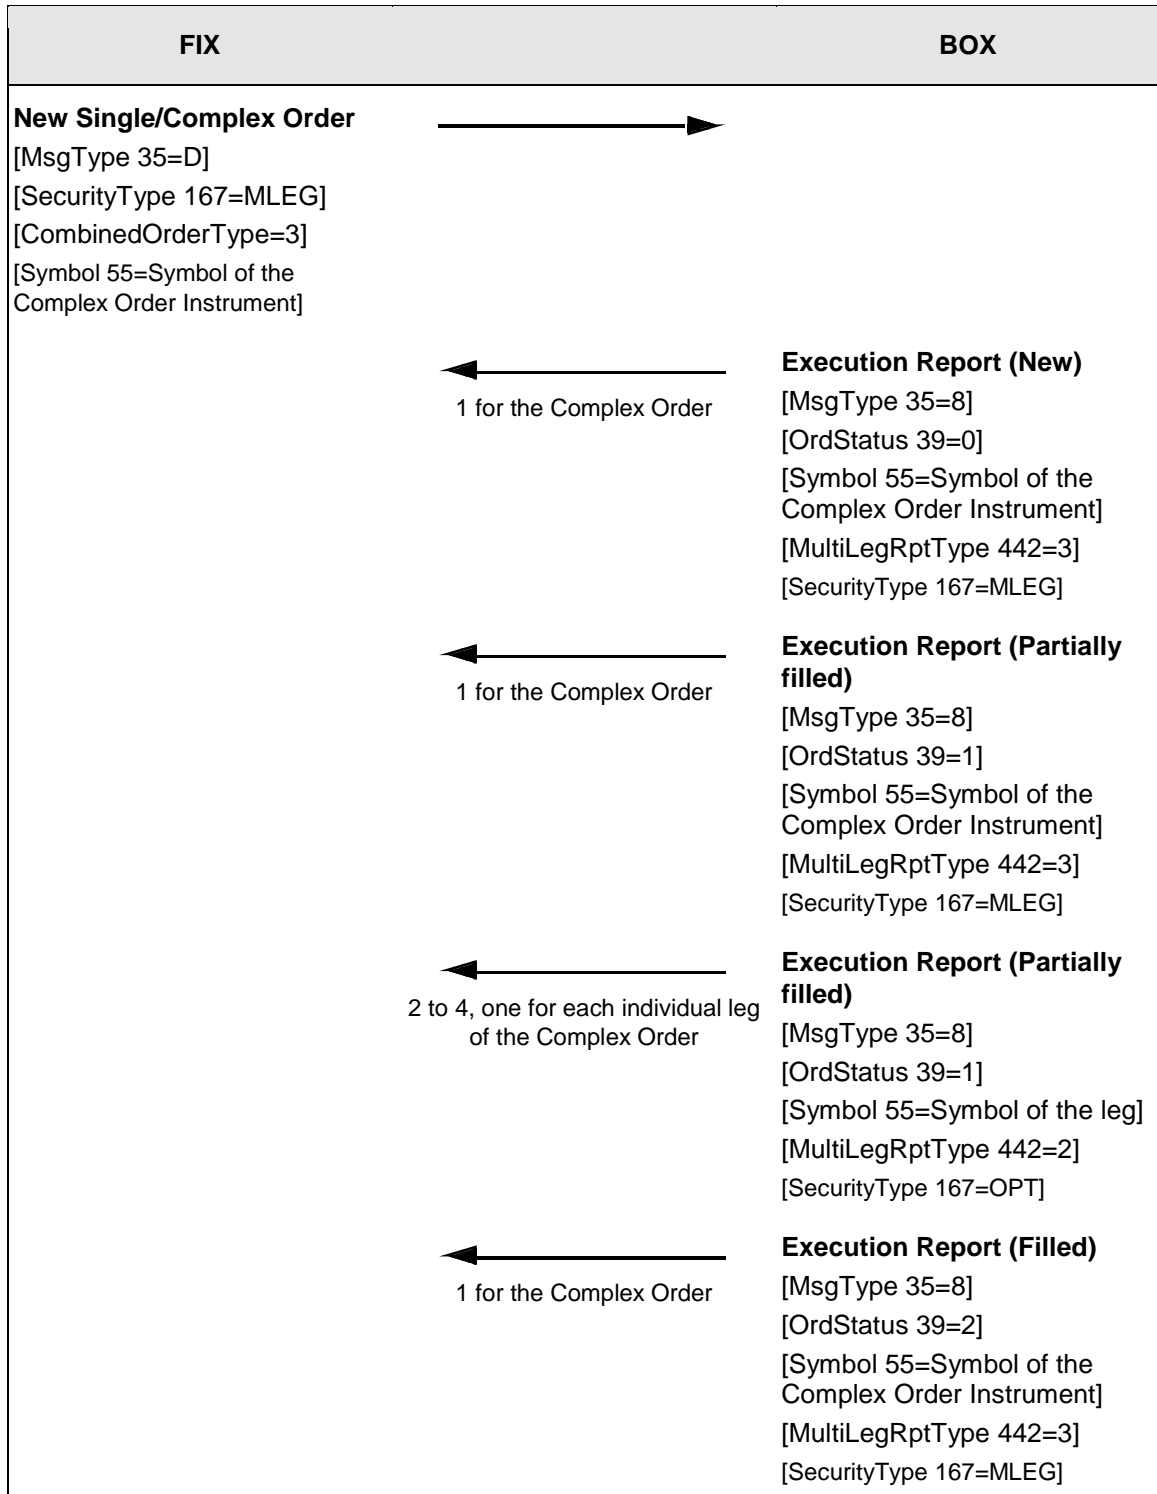 FIX
BOX
New Single/Complex Order
[MsgType 35=D]
[SecurityType 167=MLEG]
[CombinedOrderType=3]
[Symbol 55=Symbol of the
Complex Order Instrument]
Execution Report (New)
1 for the Complex Order
[MsgType 35=8]
[OrdStatus 39=0]
[Symbol 55=Symbol of the
Complex Order Instrument]
[MultiLegRptType 442=3]
[SecurityType 167=MLEG]
Execution Report (Partially
filled)
1 for the Complex Order
[MsgType 35=8]
[OrdStatus 39=1]
[Symbol 55=Symbol of the
Complex Order Instrument]
[MultiLegRptType 442=3]
[SecurityType 167=MLEG]
Execution Report (Partially
filled)
2 to 4, one for each individual leg
of the Complex Order
[MsgType 35=8]
[OrdStatus 39=1]
[Symbol 55=Symbol of the leg]
[MultiLegRptType 442=2]
[SecurityType 167=OPT]
Execution Report (Filled)
1 for the Complex Order
[MsgType 35=8]
[OrdStatus 39=2]
[Symbol 55=Symbol of the
Complex Order Instrument]
[MultiLegRptType 442=3]
[SecurityType 167=MLEG]